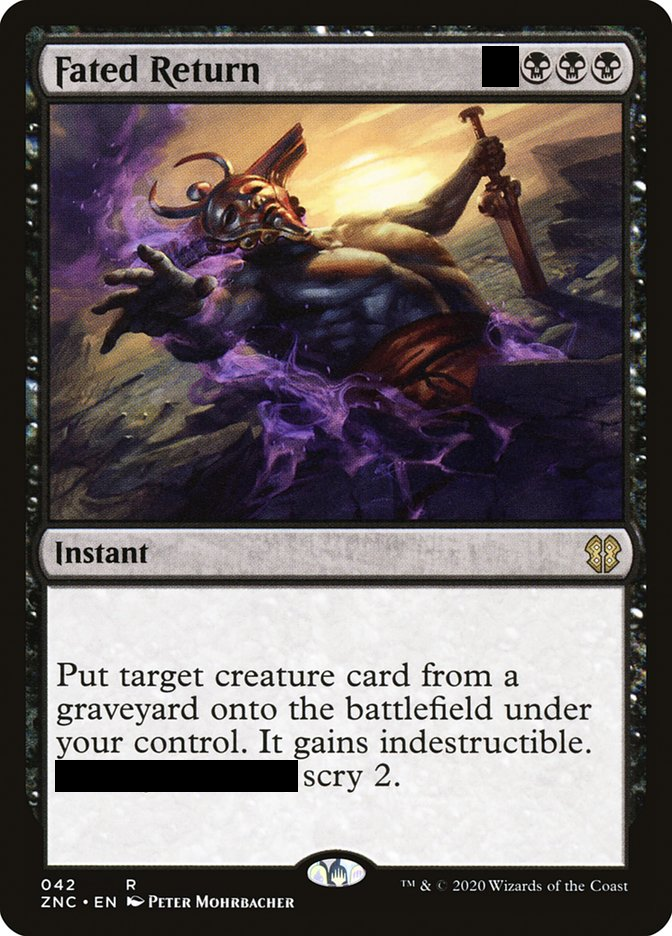 Fated Return
Instant
Put target creature card from a
graveyard onto the battlefield under
your control. It gains indestructible.
scry 2.
042 R
ZNC • EN Peter Mohrbacher
™ & © 2020 Wizards of the Coast